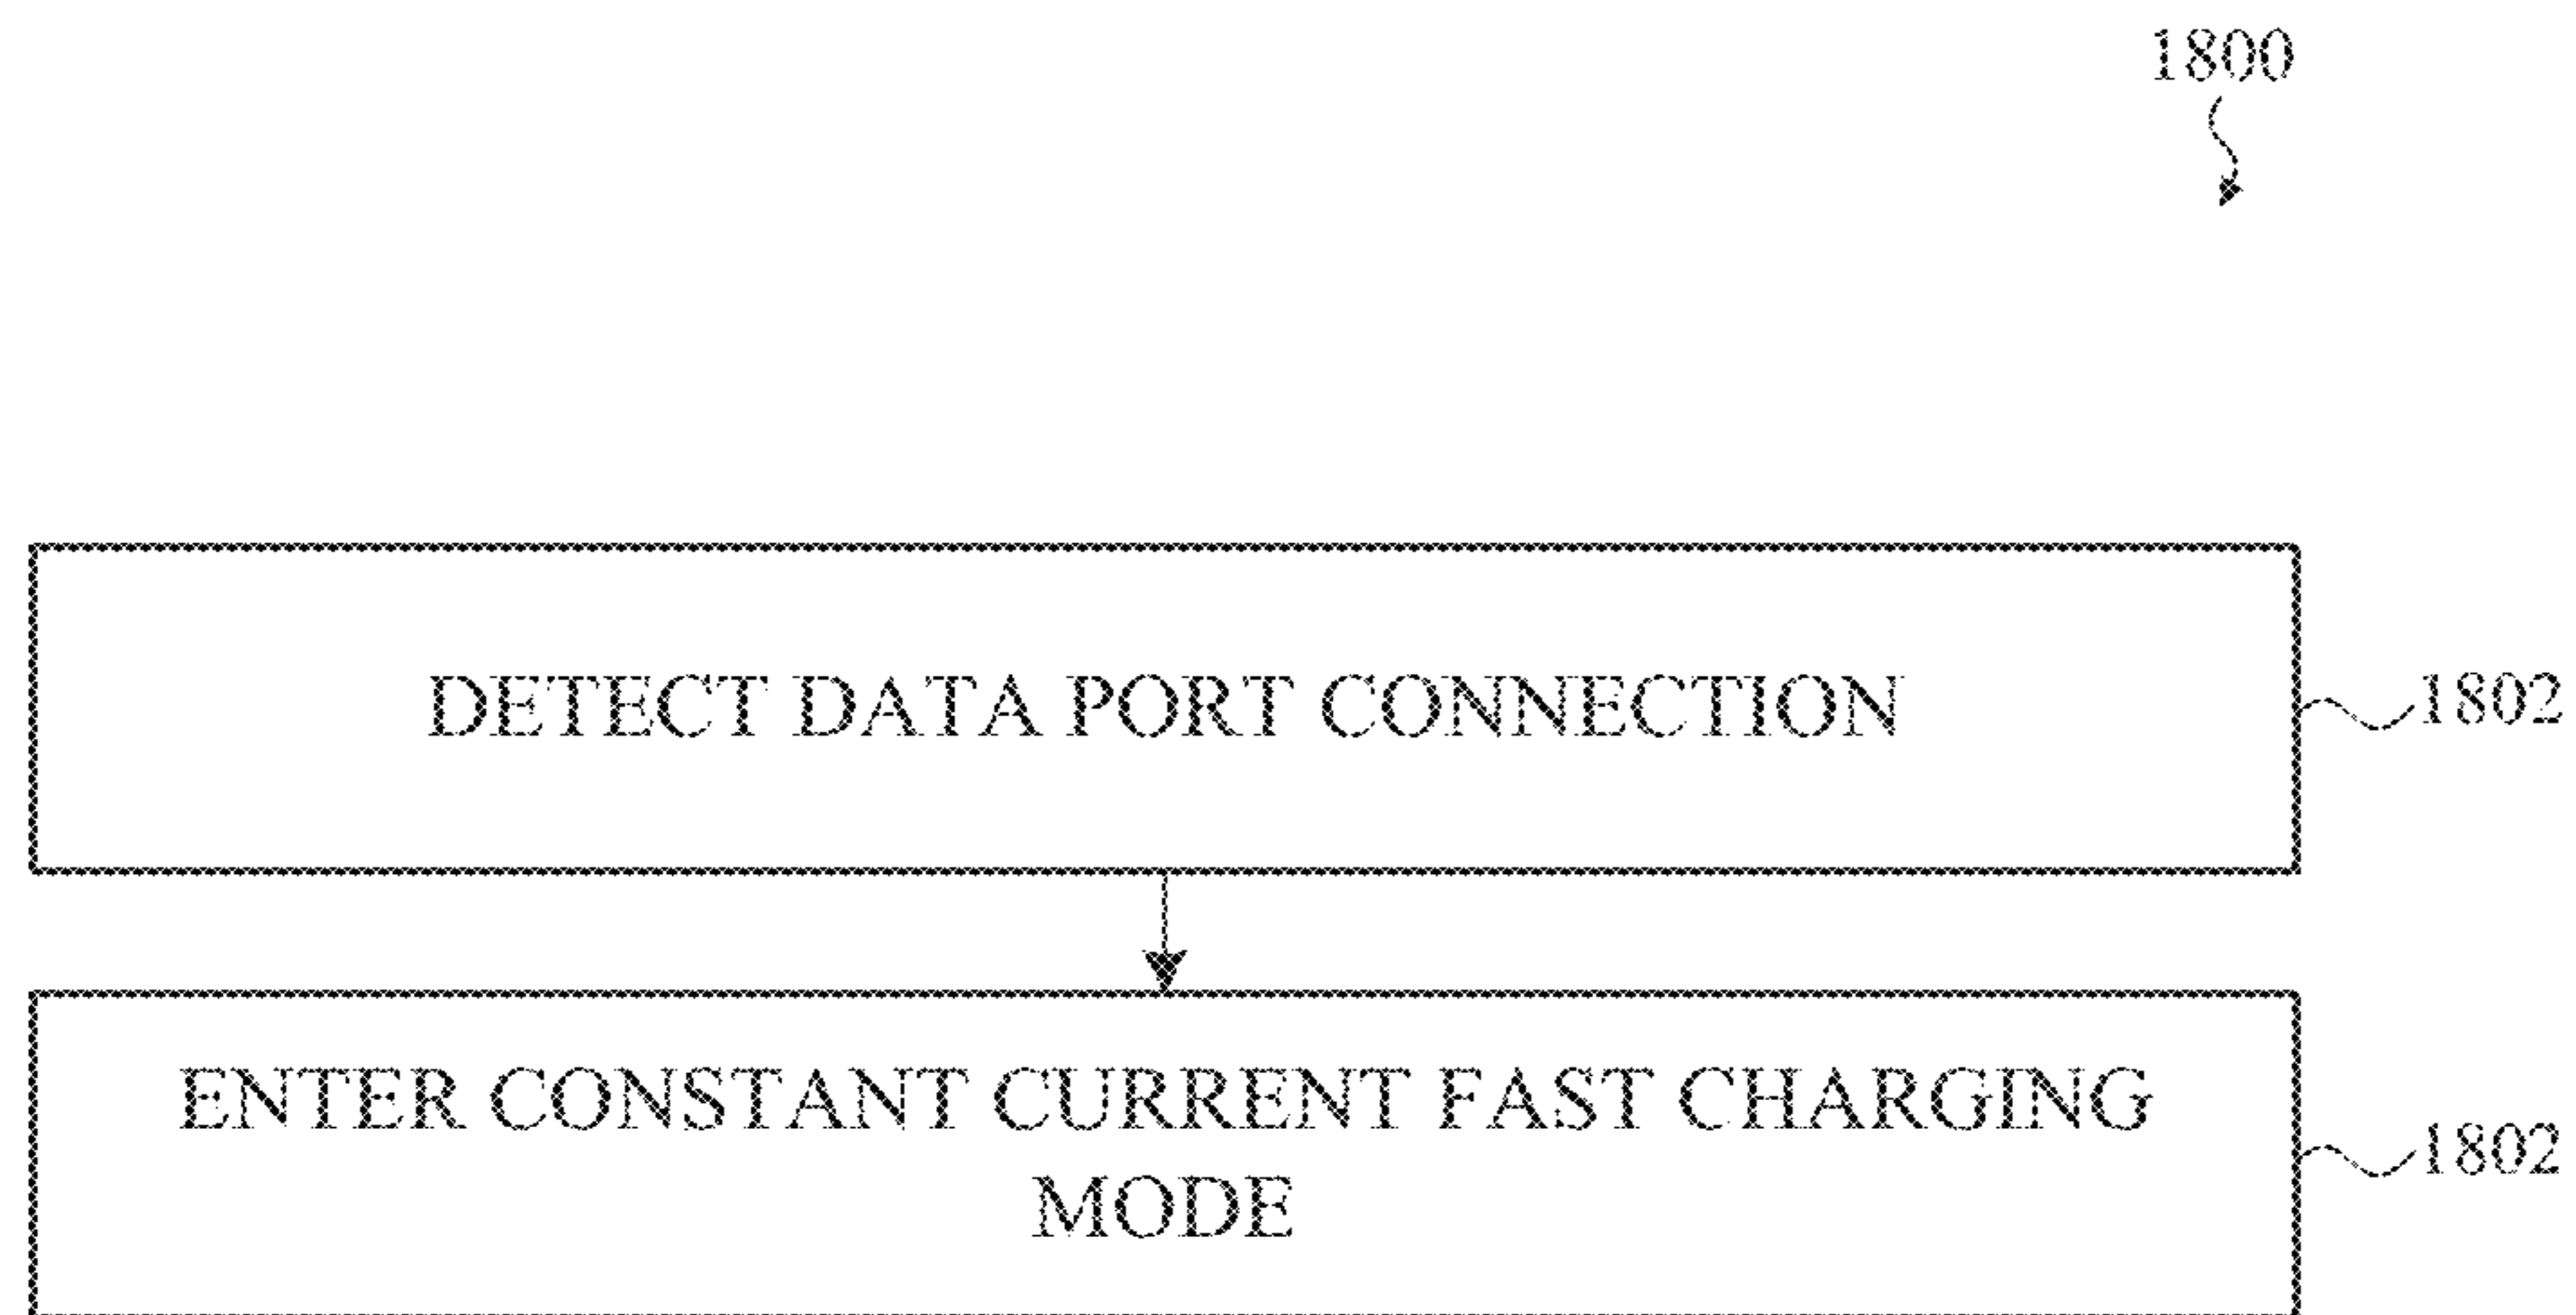 1800
DETECT DATA PORT CONNECTION
1802
ENTER CONSTANT CURRENT FAST CHARGING
MODE
1802